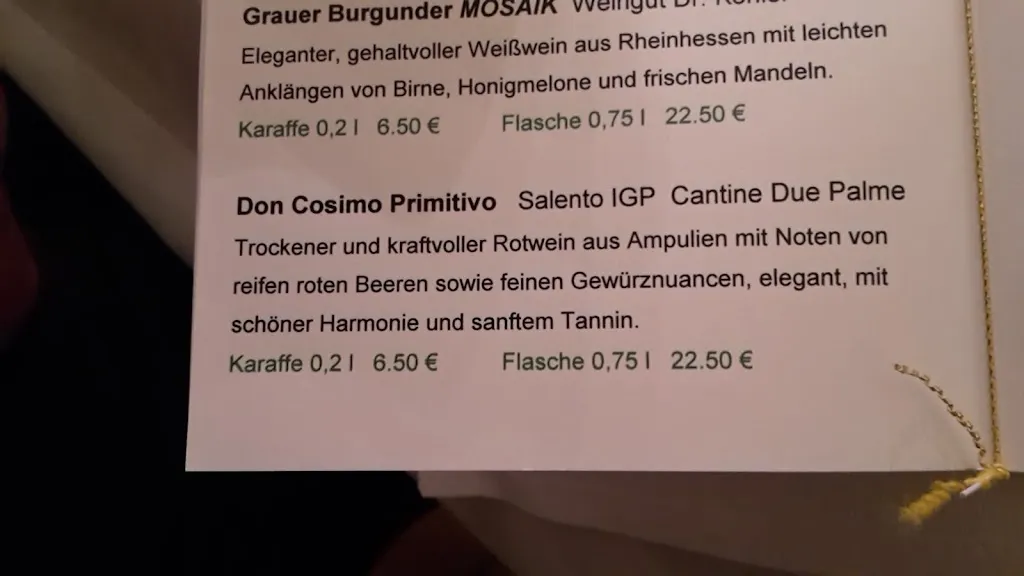 Grauer Burgunder MOSAIK Weingut Dr.
Eleganter, gehaltvoller Weißwein aus Rheinhessen mit leichten
Anklängen von Birne, Honigmelone und frischen Mandeln.
Karaffe 0,2 l 6.50 € Flasche 0,75 l 22.50 €
Don Cosimo Primitivo Salento IGP Cantine Due Palme
Trockener und kraftvoller Rotwein aus Ampulien mit Noten von
reifen roten Beeren sowie feinen Gewürznuancen, elegant, mit
schöner Harmonie und sanftem Tannin.
Karaffe 0,2 l 6.50 € Flasche 0,75 l 22.50 €